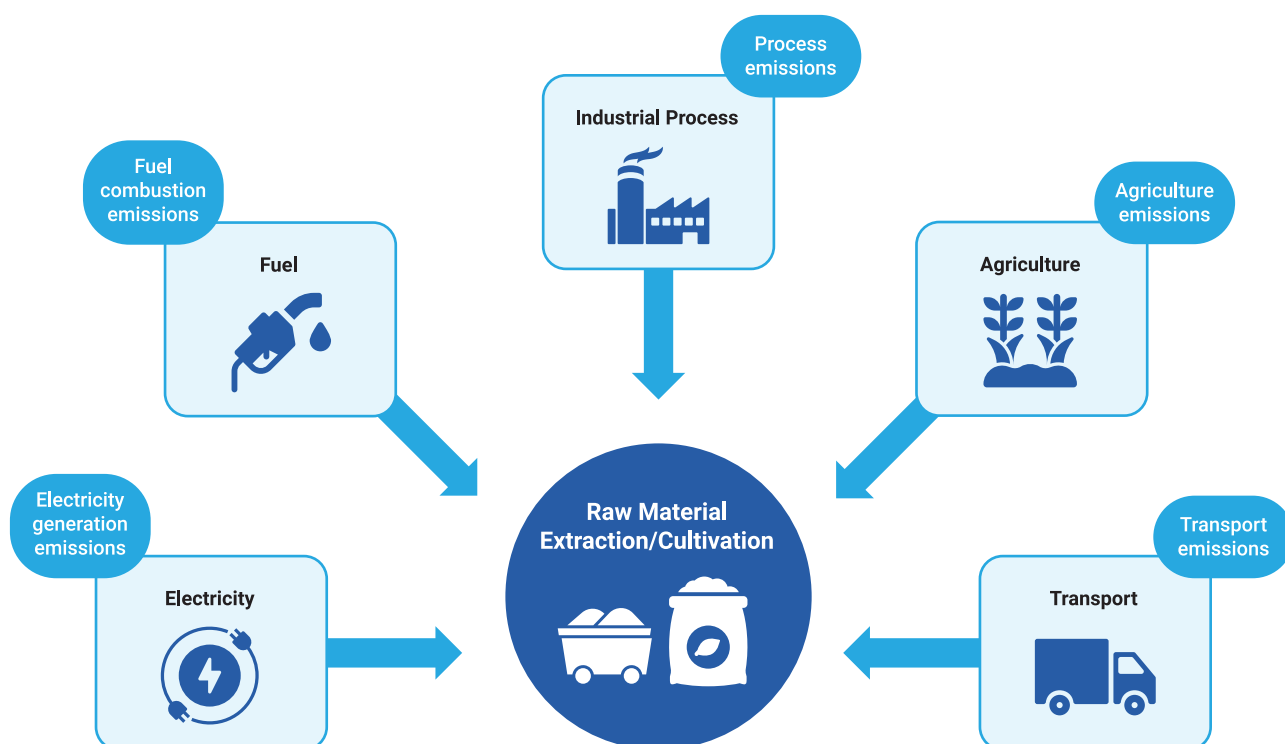 Process
emissions
Industrial Process
Fuel
combustion
emissions
Fuel
Agriculture
emissions
Agriculture
Electricity
generation
emissions
Electricity
Raw Material
Extraction/Cultivation
Transport
emissions
Transport